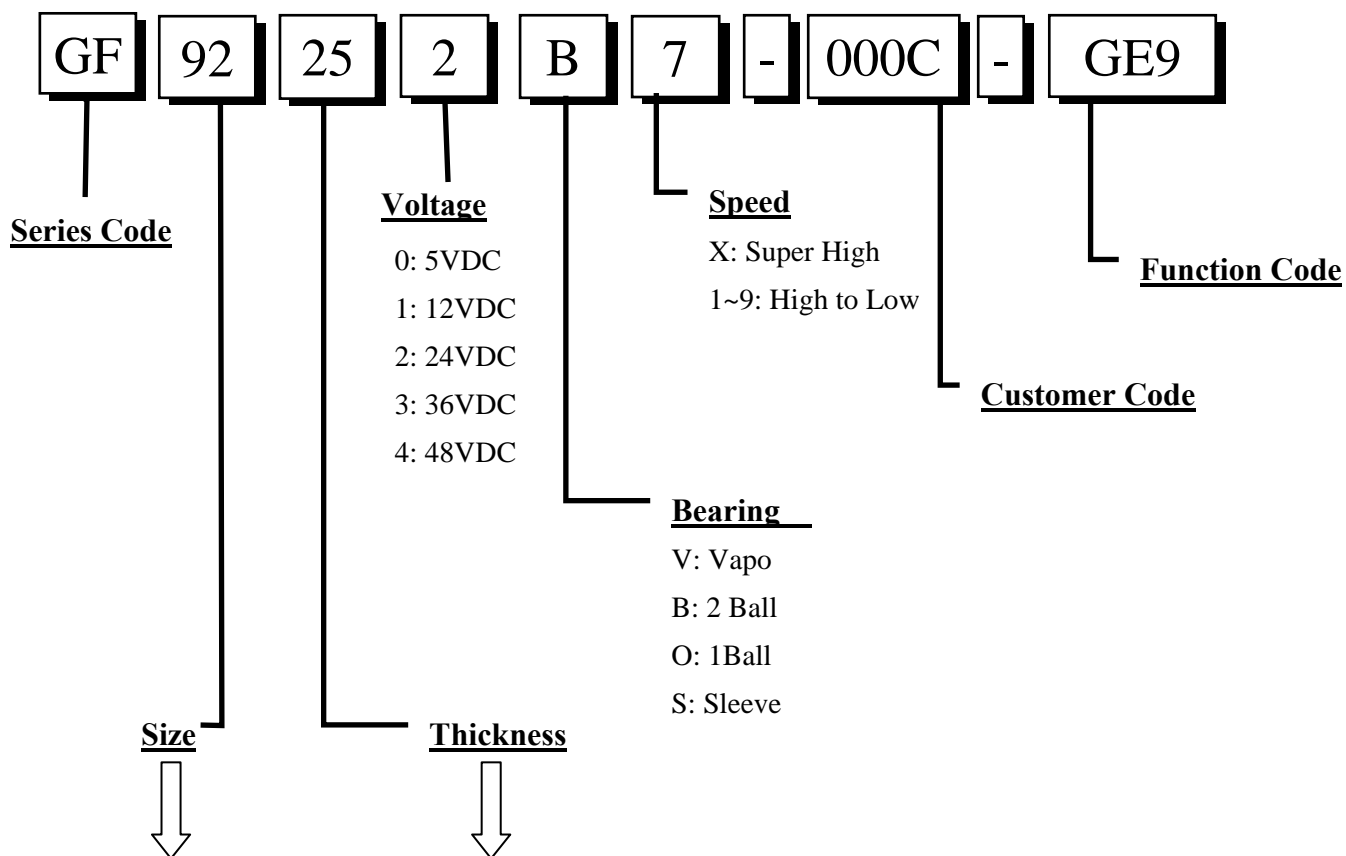 GF 92 25 2 B 7 - 000C - GE9
Series Code
Voltage
0: 5VDC
1: 12VDC
2: 24VDC
3: 36VDC
4: 48VDC
Speed
X: Super High
1~9: High to Low
Function Code
Customer Code
Bearing
V: Vapo
B: 2 Ball
O: 1Ball
S: Sleeve
Size
Thickness